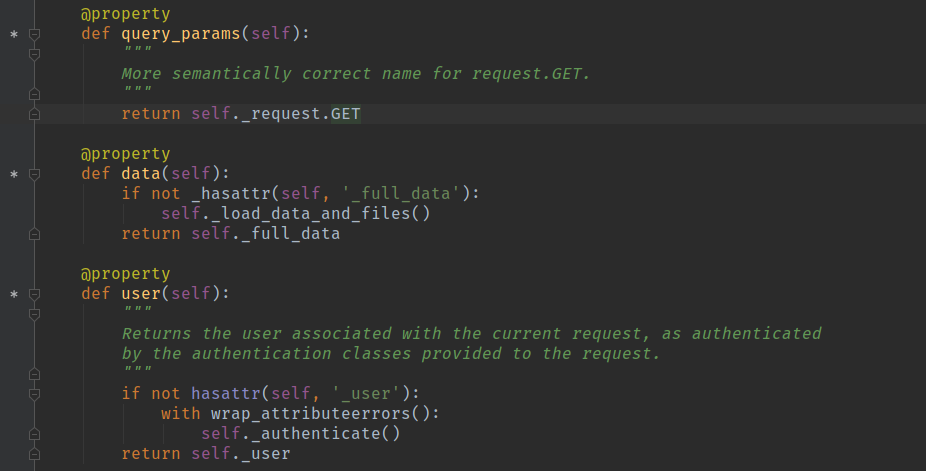 @property
def query_params(self):
"""
More semantically correct name for request.GET.
"""
return self._request.GET
@property
def data(self):
if not _hasattr(self, '_full_data'):
self._load_data_and_files()
return self._full_data
@property
def user(self):
"""
Returns the user associated with the current request, as authenticated
by the authentication classes provided to the request.
"""
if not hasattr(self, '_user'):
with wrap_attributeerrors():
self._authenticate()
return self._user